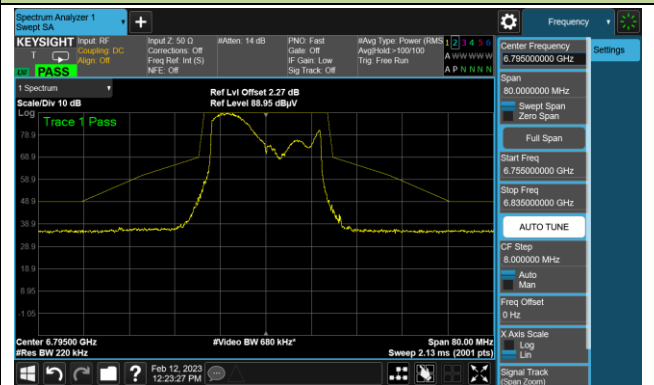 Spectrum Analyzer 1
Swept SA
+
Frequency
KEYSIGHT
Input: RF
Coupling: DC
Align: Off
Input Z: 50 Ω
Corrections: Off
Freq Ref: Int (S)
NFE: Off
#Atten: 14 dB
PNO: Fast
Gate: Off
IF Gain: Low
Sig Track: Off
#Avg Type: Power (RMS
Avg|Hold:>100/100
Trig: Free Run
1 2 3 4 5 6
A W W W W W
A P N N N N
LXI
PASS
Center Frequency
6.795000000 GHz
Settings
Span
80.0000000 MHz
Swept Span
Zero Span
Full Span
Start Freq
6.755000000 GHz
Stop Freq
6.835000000 GHz
AUTO TUNE
CF Step
8.000000 MHz
Auto
Man
Freq Offset
0 Hz
X Axis Scale
Log
Lin
Signal Track
(Span Zoom)
1 Spectrum
Scale/Div 10 dB
Ref Lvl Offset 2.27 dB
Ref Level 88.95 dBµV
Log
Trace 1 Pass
78.9
68.9
58.9
48.9
38.9
28.9
18.9
8.95
-1.05
Center 6.79500 GHz
#Res BW 220 kHz
#Video BW 680 kHz*
Span 80.00 MHz
Sweep 2.13 ms (2001 pts)
?
Feb 12, 2023
12:23:27 PM